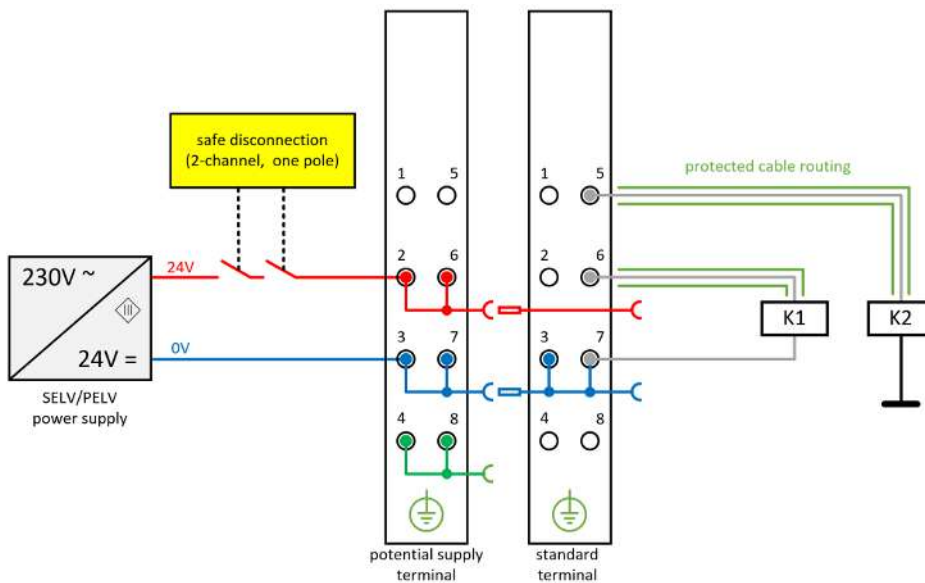 safe disconnection
(2-channel, one pole)
protected cable routing
1 5 1 5
24V
2 6 2 6
230V ~
III
24V =
0V
3 7 3 7
K1 K2
SELV/PELV
power supply
4 8 4 8
potential supply
terminal
standard
terminal